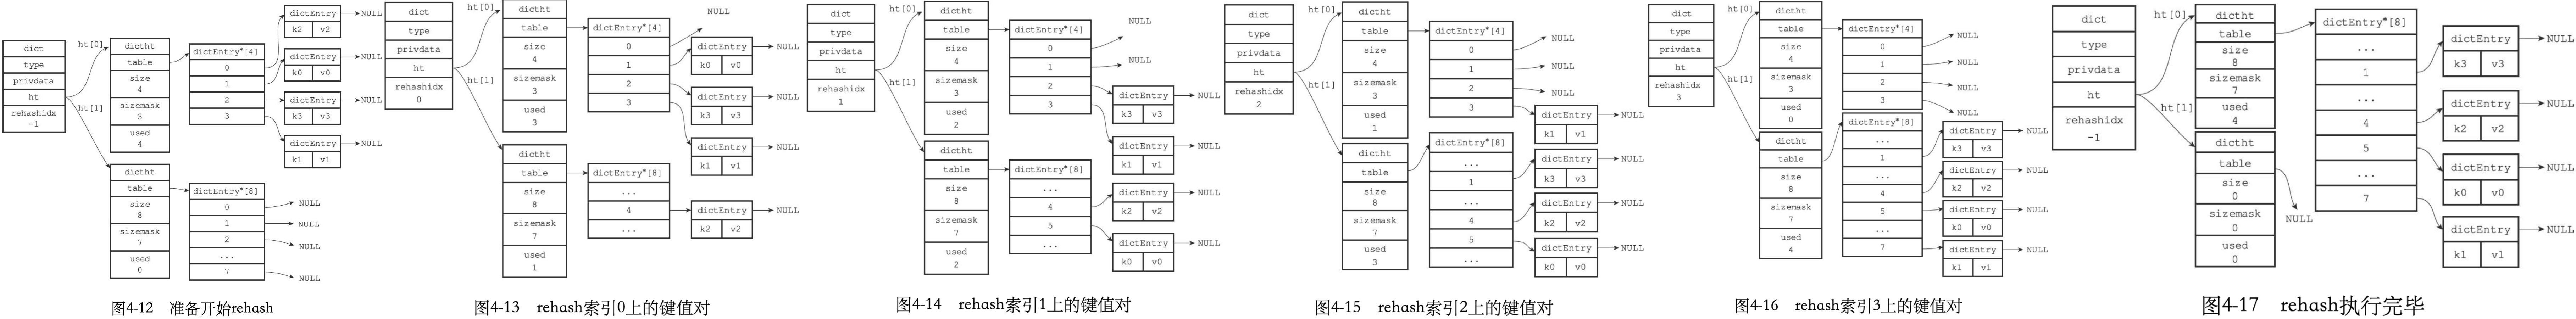 dict
type
privdata
ht
rehashidx
-1
ht[0]
ht[1]
dictht
table
size
4
sizemask
3
used
4
dictEntry*[4]
0
1
2
3
dictEntry
k2 v2
NULL
dictEntry
k0 v0
NULL
dictEntry
k3 v3
NULL
dictEntry
k1 v1
NULL
dictht
table
size
8
sizemask
7
used
0
dictEntry*[8]
0
1
2
...
7
NULL
NULL
NULL
NULL
图4-12 准备开始rehash
dict
type
privdata
ht
rehashidx
0
ht[0]
ht[1]
dictht
table
size
4
sizemask
3
used
3
dictEntry*[4]
0
1
2
3
NULL
dictEntry
k0 v0
NULL
dictEntry
k3 v3
NULL
dictEntry
k1 v1
NULL
dictht
table
size
8
sizemask
7
used
1
dictEntry*[8]
...
4
...
dictEntry
k2 v2
NULL
图4-13 rehash索引0上的键值对
dict
type
privdata
ht
rehashidx
1
ht[0]
ht[1]
dictht
table
size
4
sizemask
3
used
2
dictEntry*[4]
0
1
2
3
NULL
NULL
dictEntry
k3 v3
NULL
dictEntry
k1 v1
NULL
dictht
table
size
8
sizemask
7
used
2
dictEntry*[8]
...
4
5
...
dictEntry
k2 v2
NULL
dictEntry
k0 v0
NULL
图4-14 rehash索引1上的键值对
dict
type
privdata
ht
rehashidx
2
ht[0]
ht[1]
dictht
table
size
4
sizemask
3
used
1
dictEntry*[4]
0
1
2
3
NULL
NULL
NULL
dictEntry
k1 v1
NULL
dictht
table
size
8
sizemask
7
used
3
dictEntry*[8]
...
1
...
4
5
...
dictEntry
k3 v3
NULL
dictEntry
k2 v2
NULL
dictEntry
k0 v0
NULL
图4-15 rehash索引2上的键值对
dict
type
privdata
ht
rehashidx
3
ht[0]
ht[1]
dictht
table
size
4
sizemask
3
used
0
dictEntry*[4]
0
1
2
3
NULL
NULL
NULL
NULL
dictht
table
size
8
sizemask
7
used
4
dictEntry*[8]
...
1
...
4
5
...
7
dictEntry
k3 v3
NULL
dictEntry
k2 v2
NULL
dictEntry
k0 v0
NULL
dictEntry
k1 v1
NULL
图4-16 rehash索引3上的键值对
dict
type
privdata
ht
rehashidx
-1
ht[0]
ht[1]
dictht
table
size
8
sizemask
7
used
4
dictEntry*[8]
...
1
...
4
5
...
7
dictEntry
k3 v3
NULL
dictEntry
k2 v2
NULL
dictEntry
k0 v0
NULL
dictEntry
k1 v1
NULL
dictht
table
size
0
sizemask
0
used
0
NULL
图4-17 rehash执行完毕